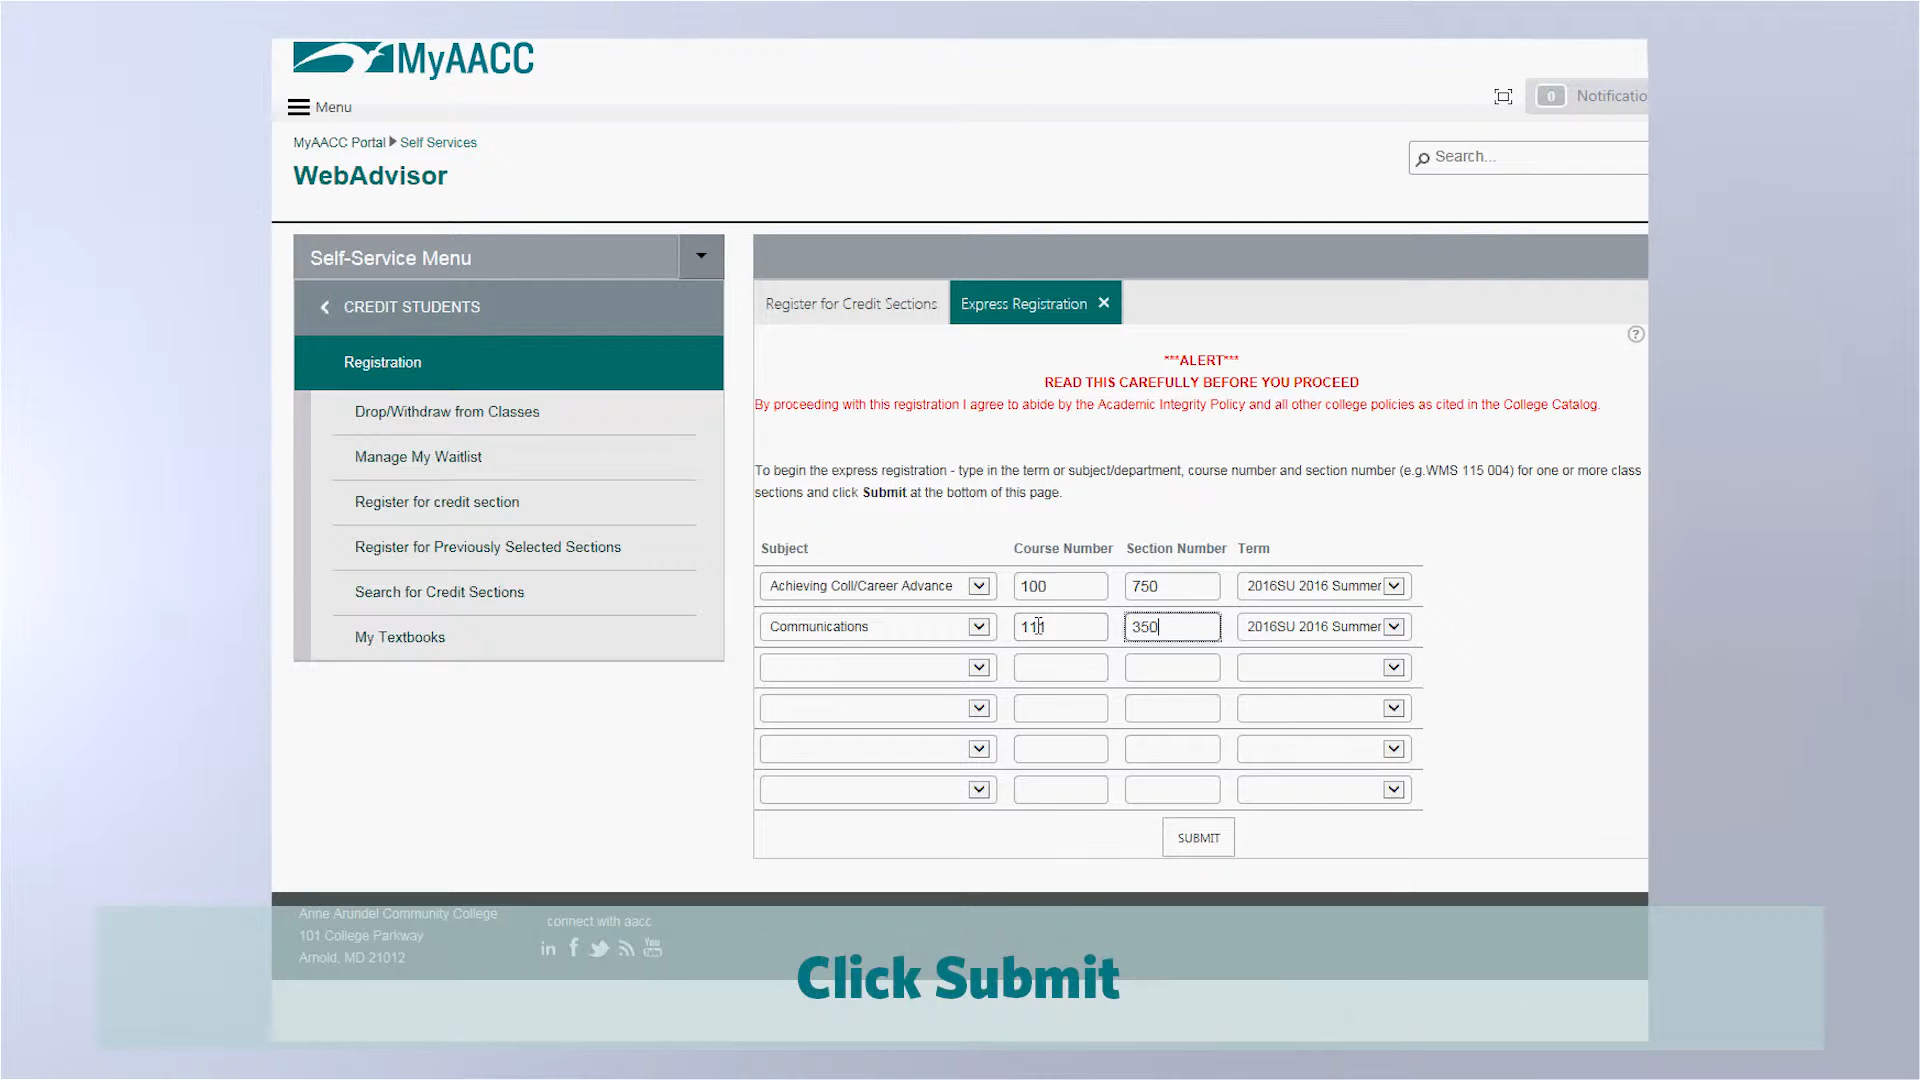 MyAACC
Menu
0 Notificatio
MyAACC Portal Self Services
WebAdvisor
Search...
Self-Service Menu
CREDIT STUDENTS
Registration
Drop/Withdraw from Classes
Manage My Waitlist
Register for credit section
Register for Previously Selected Sections
Search for Credit Sections
My Textbooks
Register for Credit Sections Express Registration
***ALERT***
READ THIS CAREFULLY BEFORE YOU PROCEED
By proceeding with this registration I agree to abide by the Academic Integrity Policy and all other college policies as cited in the College Catalog.
To begin the express registration - type in the term or subject/department, course number and section number (e.g.WMS 115 004) for one or more class
sections and click Submit at the bottom of this page.
Subject Course Number Section Number Term
Achieving Coll/Career Advance 100 750 2016SU 2016 Summer
Communications 111 350 2016SU 2016 Summer
SUBMIT
Anne Arundel Community College
101 College Parkway
Arnold, MD 21012
connect with aacc
in f You Tube
Click Submit